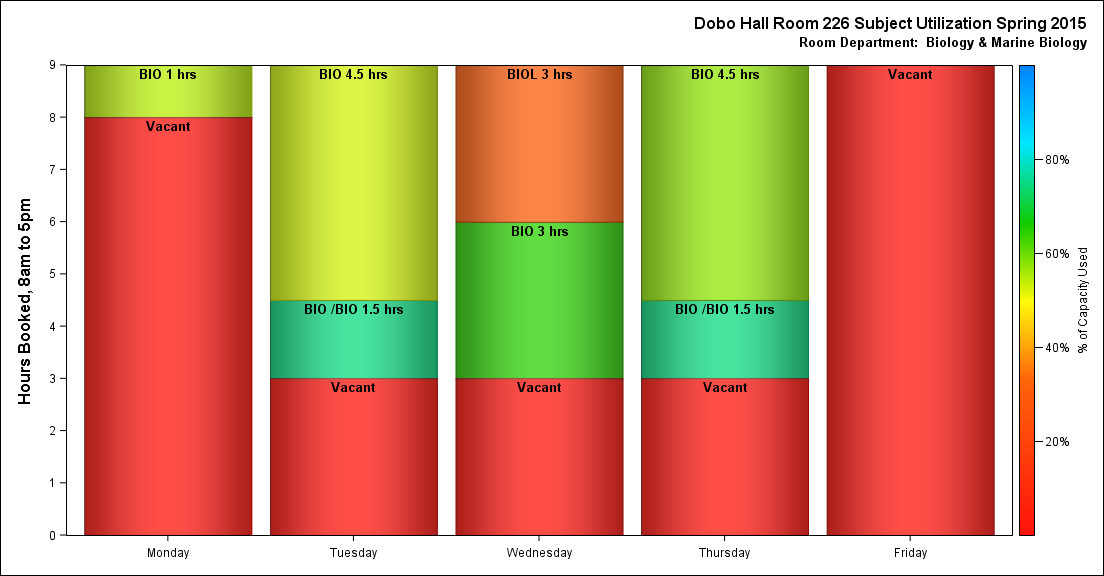 Dobo Hall Room 226 Subject Utilization Spring 2015
Room Department:  Biology & Marine Biology
Hours Booked, 8am to 5pm
9
8
7
6
5
4
3
2
1
0
BIO 1 hrs
Vacant
BIO 4.5 hrs
BIO /BIO 1.5 hrs
Vacant
BIOL 3 hrs
BIO 3 hrs
Vacant
BIO 4.5 hrs
BIO /BIO 1.5 hrs
Vacant
Vacant
Monday
Tuesday
Wednesday
Thursday
Friday
80%
60%
40%
20%
% of Capacity Used